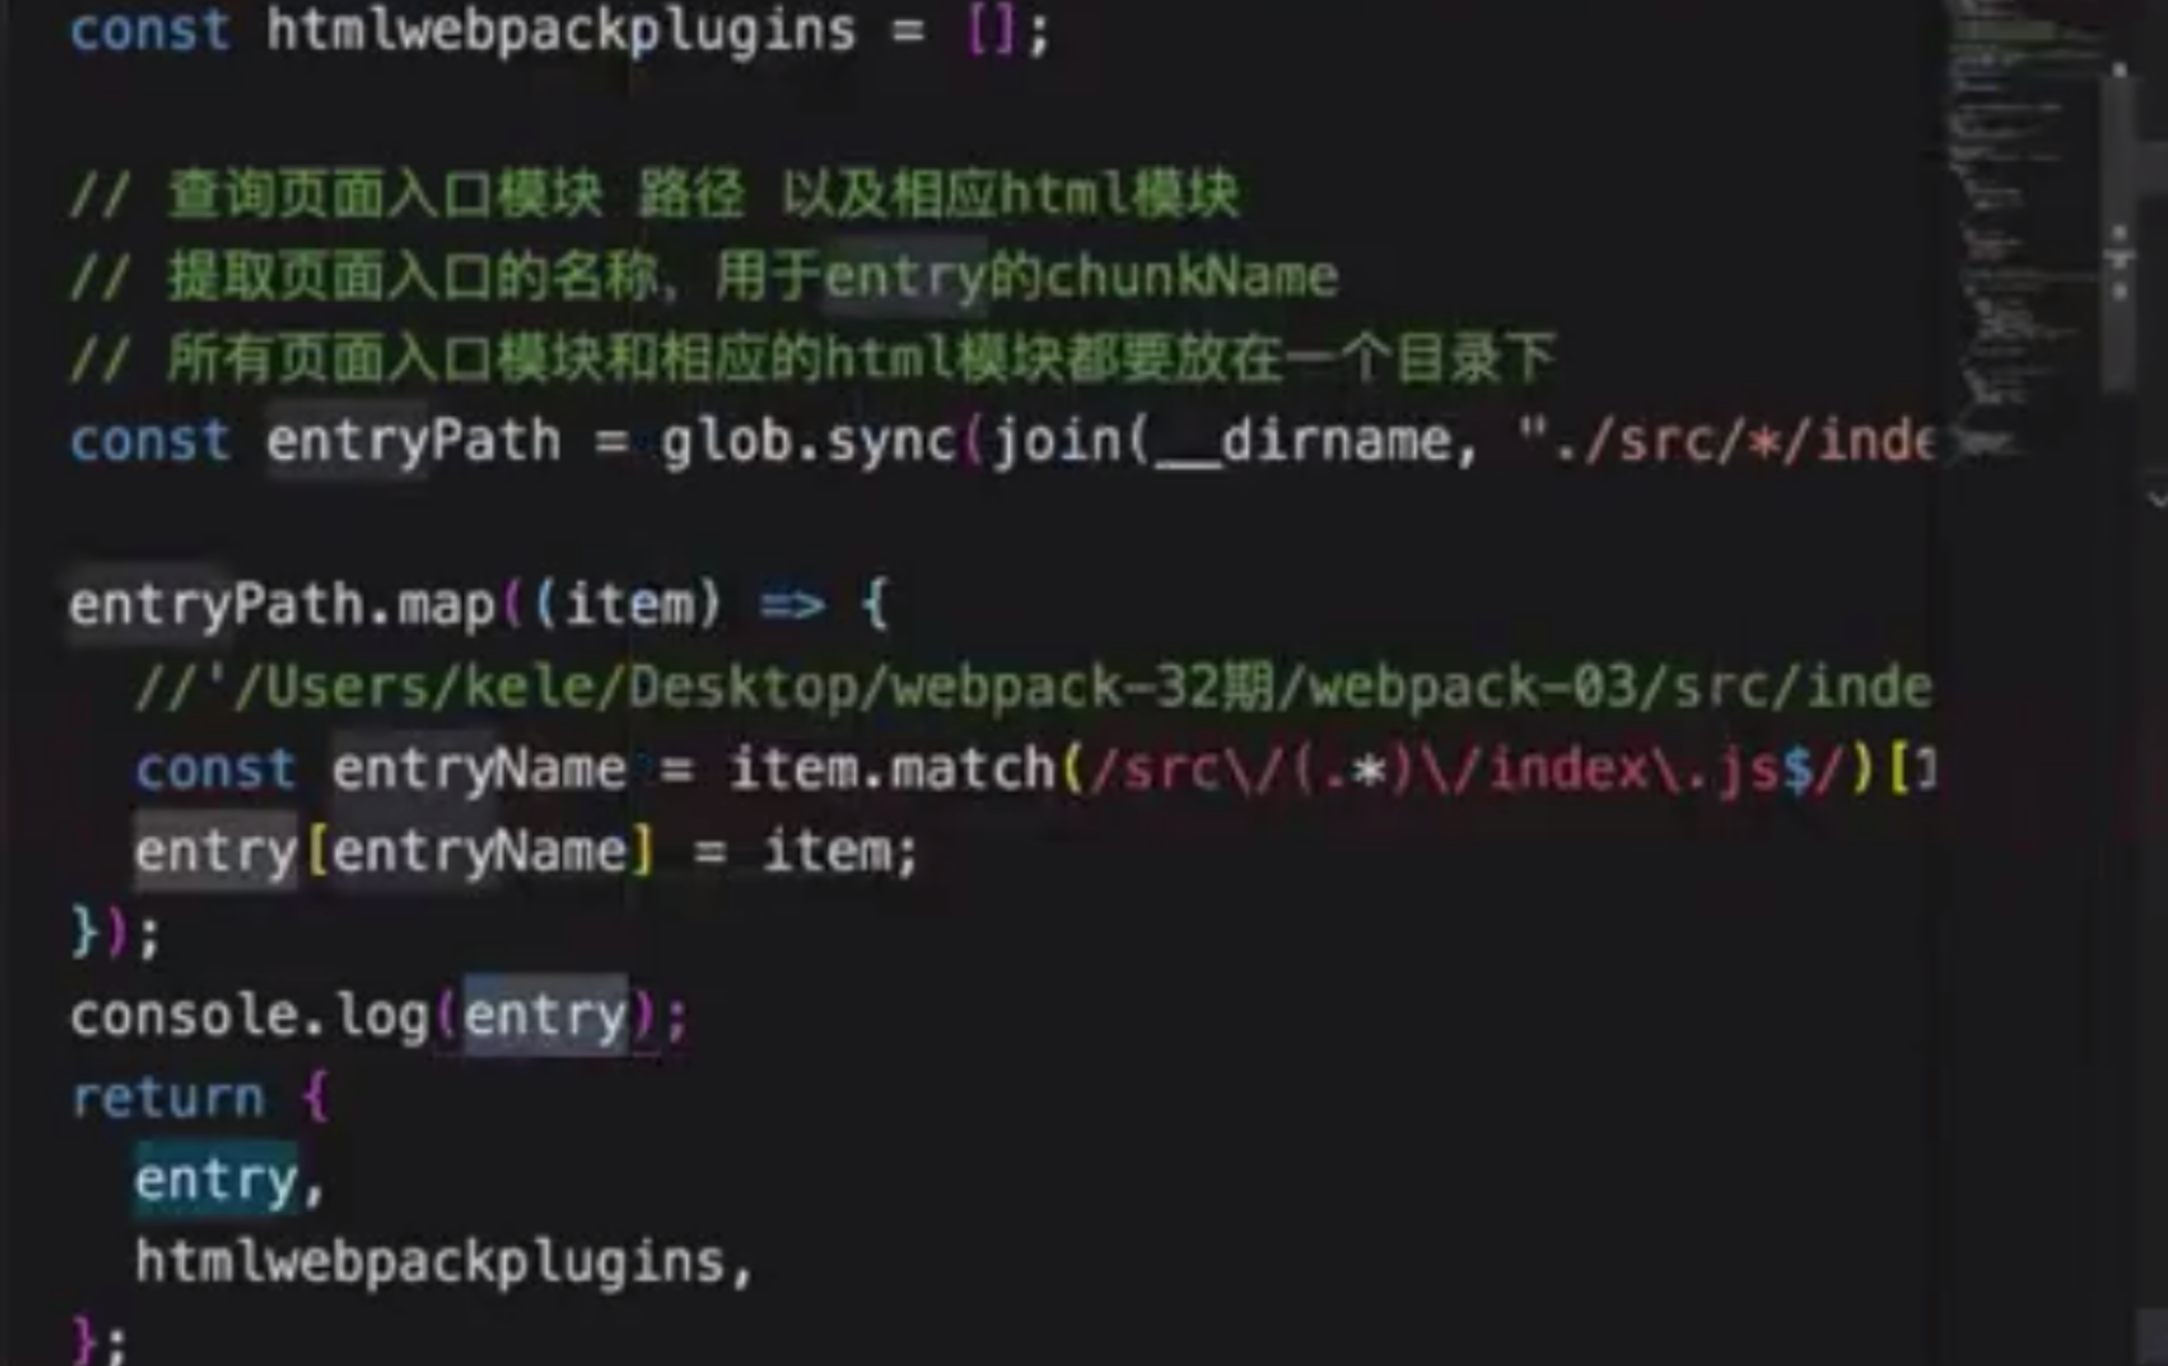 const htmlwebpackplugins = [];
// 查询页面入口模块 路径 以及相应html模块
// 提取页面入口的名称，用于entry的chunkName
// 所有页面入口模块和相应的html模块都要放在一个目录下
const entryPath = glob.sync(join(__dirname, "./src/*/inde
entryPath.map((item) => {
//'/Users/kele/Desktop/webpack-32期/webpack-03/src/inde
const entryName = item.match(/src\/(.*)\/index\.js$/)[1
entry[entryName] = item;
});
console.log(entry);
return {
entry,
htmlwebpackplugins,
};